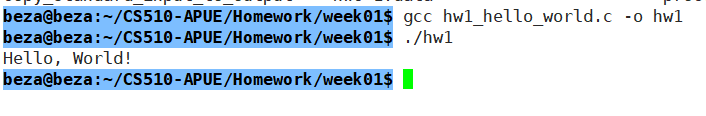 beza@beza:~/CS510-APUE/Homework/week01$ gcc hw1_hello_world.c -o hw1
beza@beza:~/CS510-APUE/Homework/week01$ ./hw1
Hello, World!
beza@beza:~/CS510-APUE/Homework/week01$